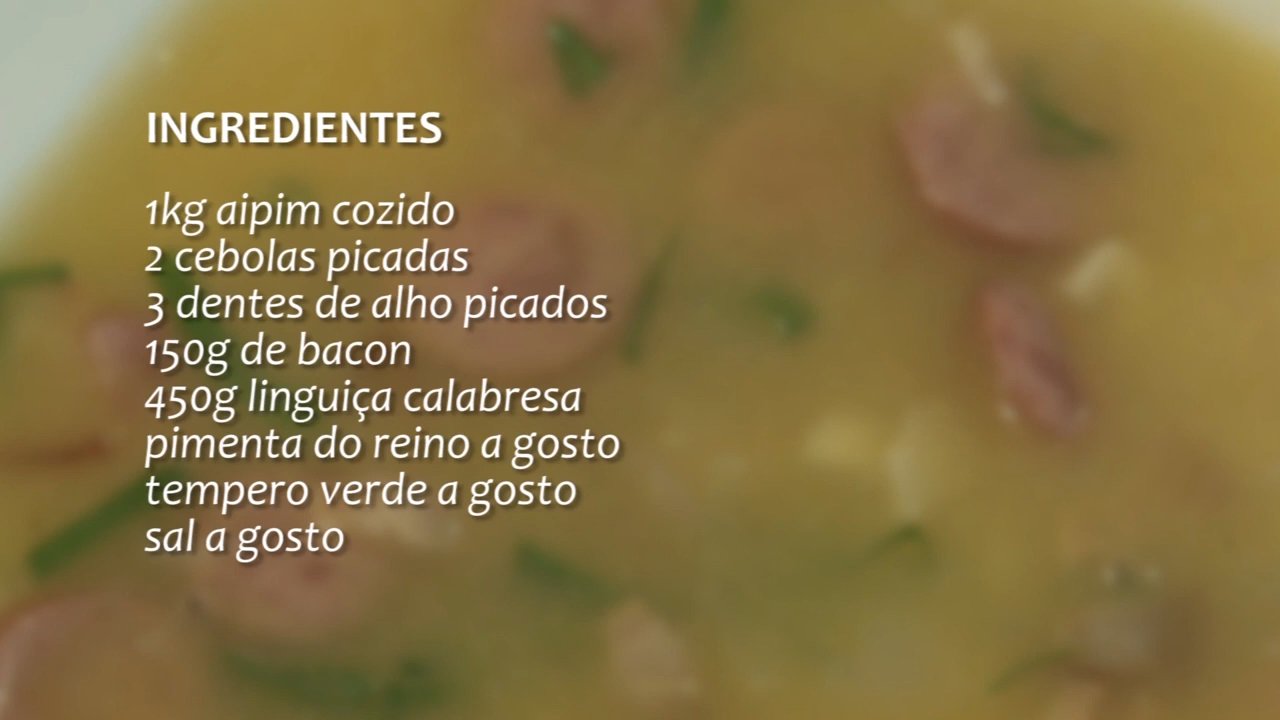 INGREDIENTES
1kg aipim cozido
2 cebolas picadas
3 dentes de alho picados
150g de bacon
450g linguiça calabresa
pimenta do reino a gosto
tempero verde a gosto
sal a gosto